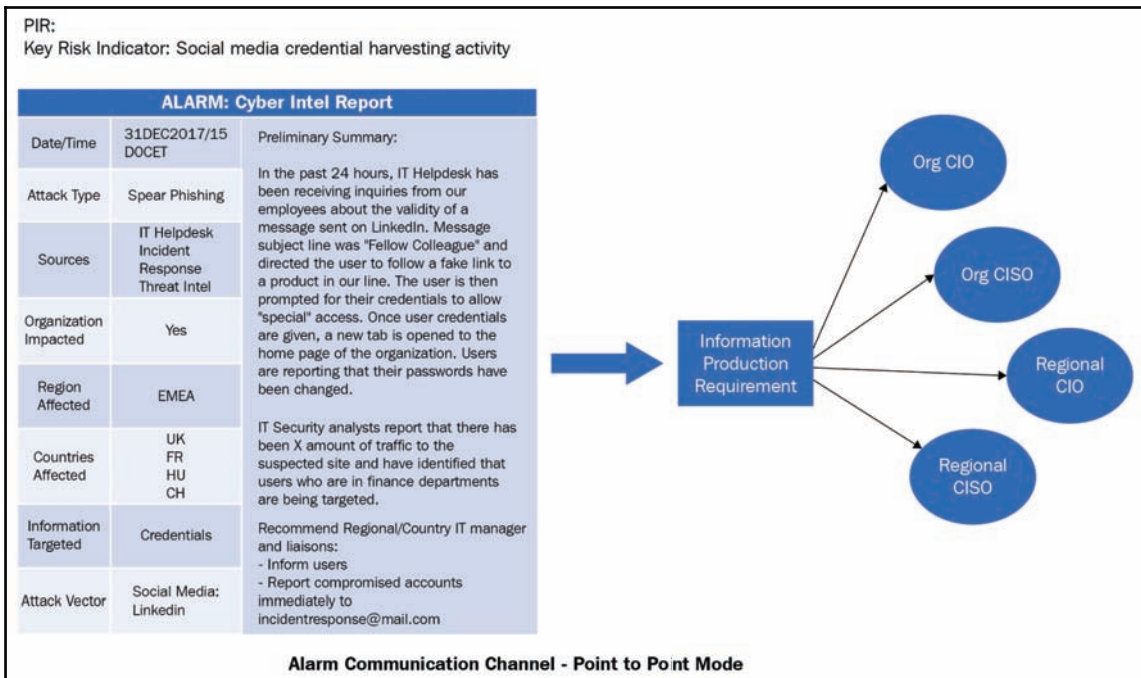 PIR:
Key Risk Indicator: Social media credential harvesting activity
ALARM: Cyber Intel Report
Date/Time
31DEC2017/15
DOCET
Attack Type
Spear Phishing
Sources
IT Helpdesk
Incident
Response
Threat Intel
Organization
Impacted
Yes
Region
Affected
EMEA
Countries
Affected
UK
FR
HU
CH
Information
Targeted
Credentials
Attack Vector
Social Media:
Linkedin
Preliminary Summary:
In the past 24 hours, IT Helpdesk has
been receiving inquiries from our
employees about the validity of a
message sent on LinkedIn. Message
subject line was "Fellow Colleague" and
directed the user to follow a fake link to
a product in our line. The user is then
prompted for their credentials to allow
"special" access. Once user credentials
are given, a new tab is opened to the
home page of the organization. Users
are reporting that their passwords have
been changed.
IT Security analysts report that there has
been X amount of traffic to the
suspected site and have identified that
users who are in finance departments
are being targeted.
Recommend Regional/Country IT manager
and liaisons:
- Inform users
- Report compromised accounts
immediately to
incidentresponse@mail.com
Information
Production
Requirement
Org CIO
Org CISO
Regional
CIO
Regional
CISO
Alarm Communication Channel - Point to Point Mode